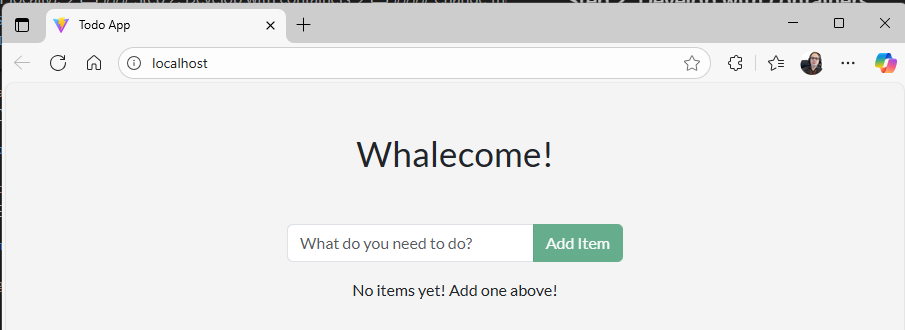 Todo App
localhost
Whalecome!
What do you need to do?
Add Item
No items yet! Add one above!